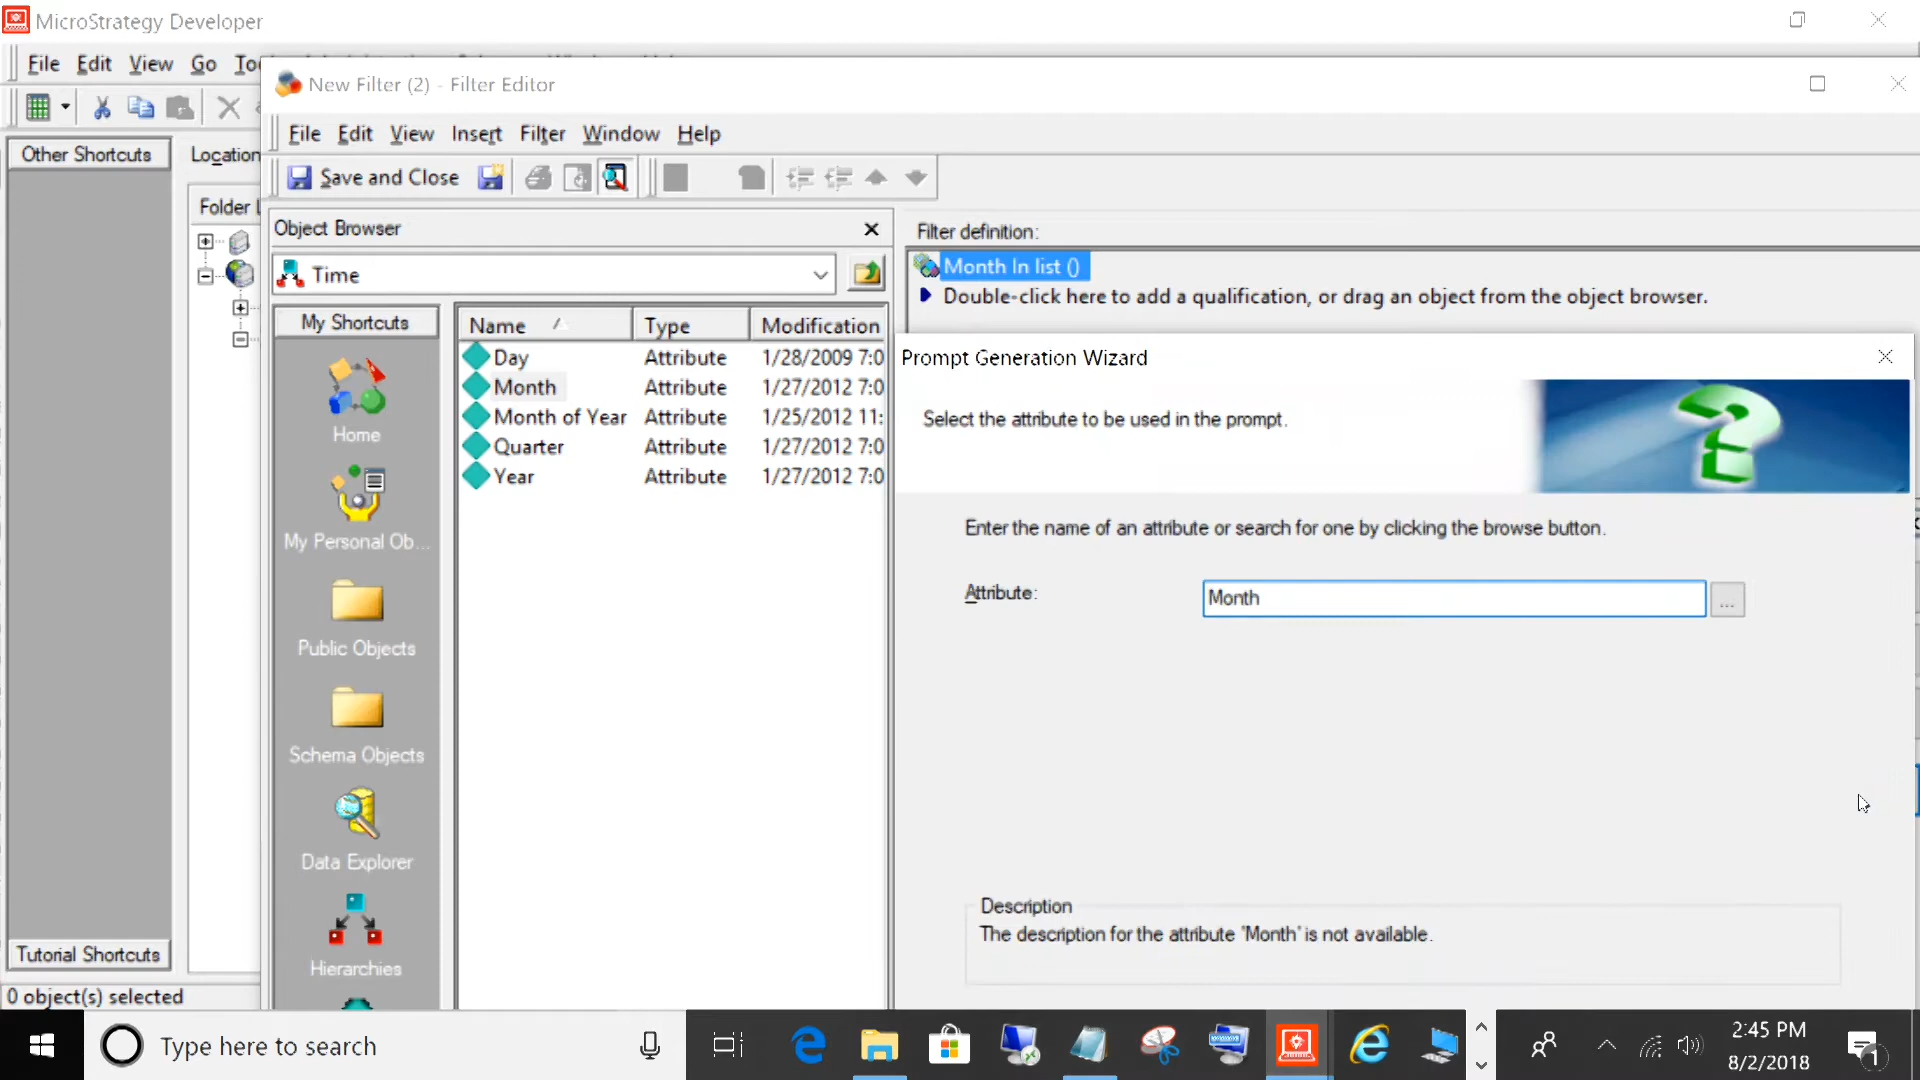 MicroStrategy Developer
File Edit View Go
New Filter (2) - Filter Editor
File Edit View Insert Filter Window Help
Save and Close
Other Shortcuts
Location
Folder
Object Browser
Time
My Shortcuts
Home
My Personal Ob...
Public Objects
Schema Objects
Data Explorer
Hierarchies
Name Type Modification
Day Attribute 1/28/2009 7:0
Month Attribute 1/27/2012 7:0
Month of Year Attribute 1/25/2012 11:
Quarter Attribute 1/27/2012 7:0
Year Attribute 1/27/2012 7:0
Filter definition:
Month In list ()
Double-click here to add a qualification, or drag an object from the object browser.
Prompt Generation Wizard
Select the attribute to be used in the prompt.
Enter the name of an attribute or search for one by clicking the browse button.
Attribute:
Month
...
Description
The description for the attribute 'Month' is not available.
Tutorial Shortcuts
0 object(s) selected
Type here to search
2:45 PM
8/2/2018
1